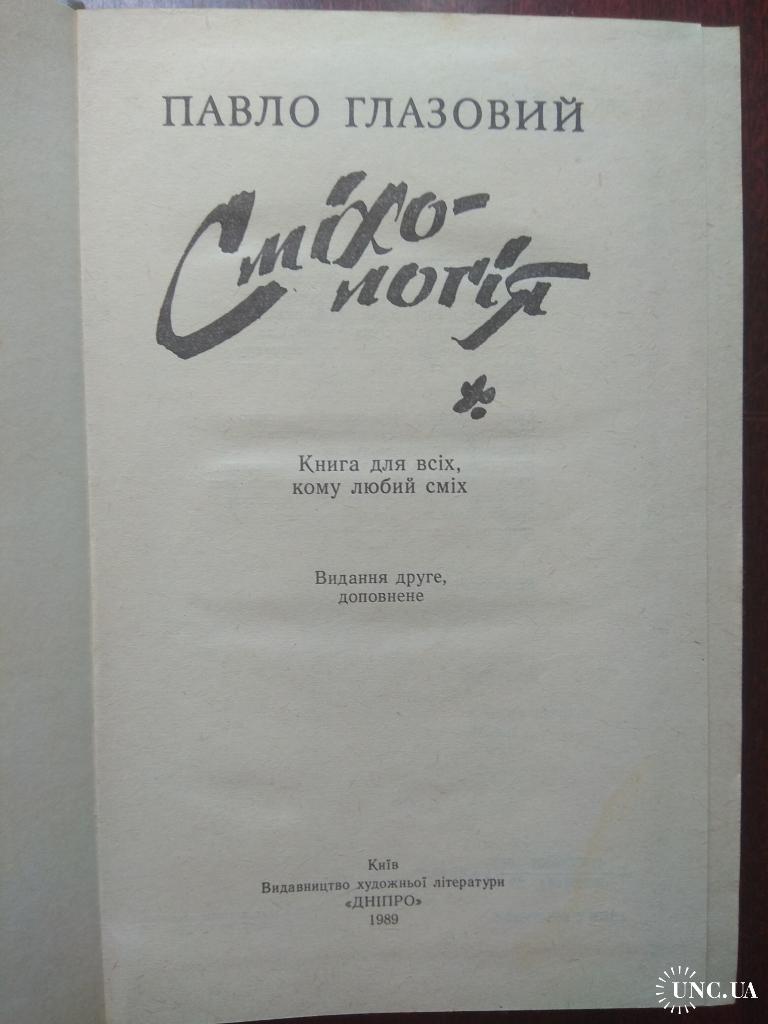 ПАВЛО ГЛАЗОВИЙ
Сміхо-
логія
Книга для всіх,
кому любий сміх
Видання друге,
доповнене
Київ
Видавництво художньої літератури
«ДНІПРО»
1989
UNC.UA